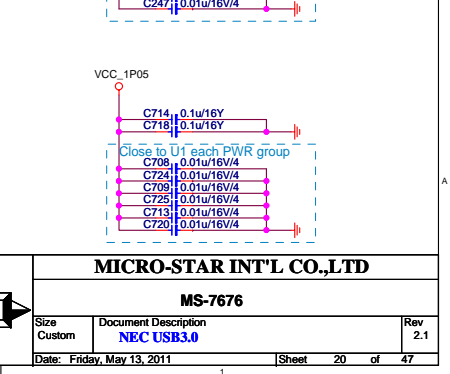 C247 0.01u/16V/4
VCC_1P05
C714 0.1u/16Y
C718 0.1u/16Y
Close to U1 each PWR group
C708 0.01u/16V/4
C724 0.01u/16V/4
C709 0.01u/16V/4
C725 0.01u/16V/4
C713 0.01u/16V/4
C720 0.01u/16V/4
A
MICRO-STAR INT'L CO.,LTD
MS-7676
Size Document Description Rev
Custom NEC USB3.0 2.1
Date: Friday, May 13, 2011 Sheet 20 of 47
1